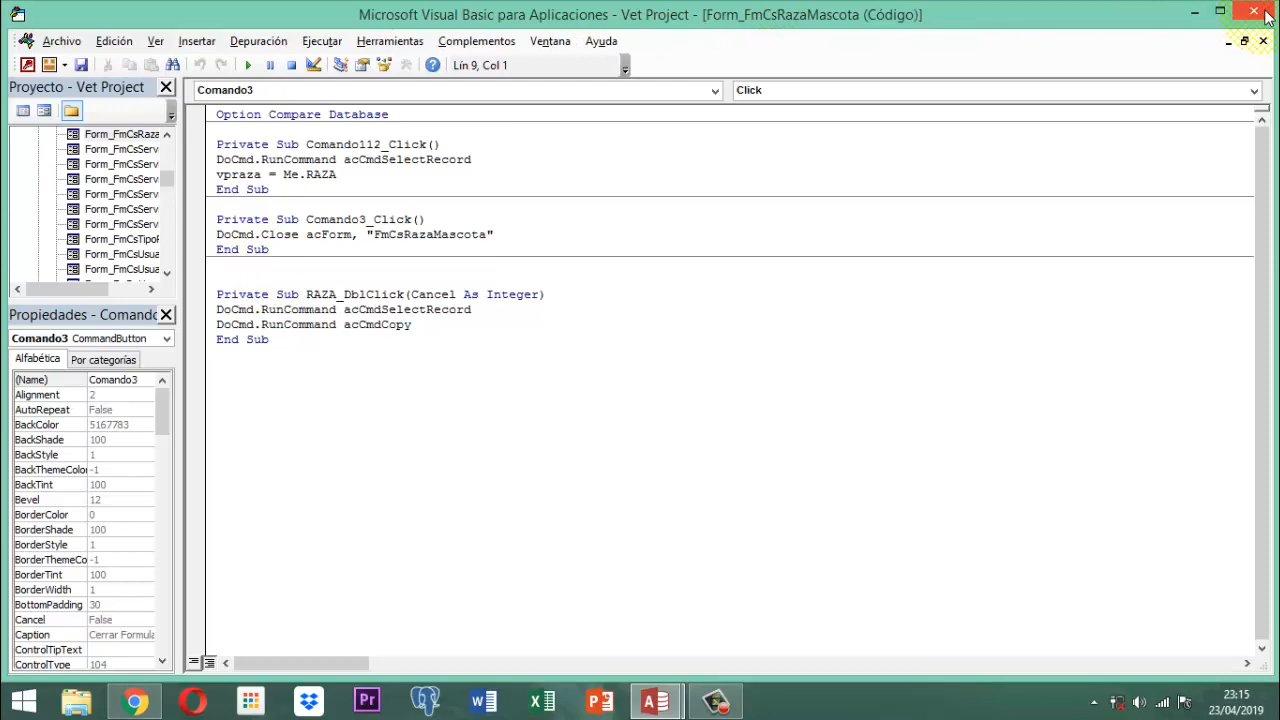 Microsoft Visual Basic para Aplicaciones - Vet Project - [Form_FmCsRazaMascota (Código)]
Archivo Edición Ver Insertar Formato Depuración Ejecutar Herramientas Complementos Ventana Ayuda
Lín 9, Col 1
Proyecto - Vet Project
Comando3
Click
Form_FmCsRaza
Form_FmCsServ
Form_FmCsServ
Form_FmCsServ
Form_FmCsServ
Form_FmCsServ
Form_FmCsServ
Form_FmCsTipoP
Form_FmCsUsua
Form_FmCsUsua
Option Compare Database
Private Sub Comando112_Click()
DoCmd.RunCommand acCmdSelectRecord
vpraza = Me.RAZA
End Sub
Private Sub Comando3_Click()
DoCmd.Close acForm, "FmCsRazaMascota"
End Sub
Private Sub RAZA_DblClick(Cancel As Integer)
DoCmd.RunCommand acCmdSelectRecord
DoCmd.RunCommand acCmdCopy
End Sub
Propiedades - Comando
Comando3 CommandButton
Alfabética Por categorías
(Name) Comando3
Alignment 2
AutoRepeat False
BackColor 5167783
BackShade 100
BackStyle 1
BackThemeColo -1
BackTint 100
Bevel 12
BorderColor 0
BorderShade 100
BorderStyle 1
BorderThemeCo -1
BorderTint 100
BorderWidth 1
BottomPadding 30
Cancel False
Caption Cerrar Formula
ControlTipText
ControlType 104
Pr
23:15
23/04/2019